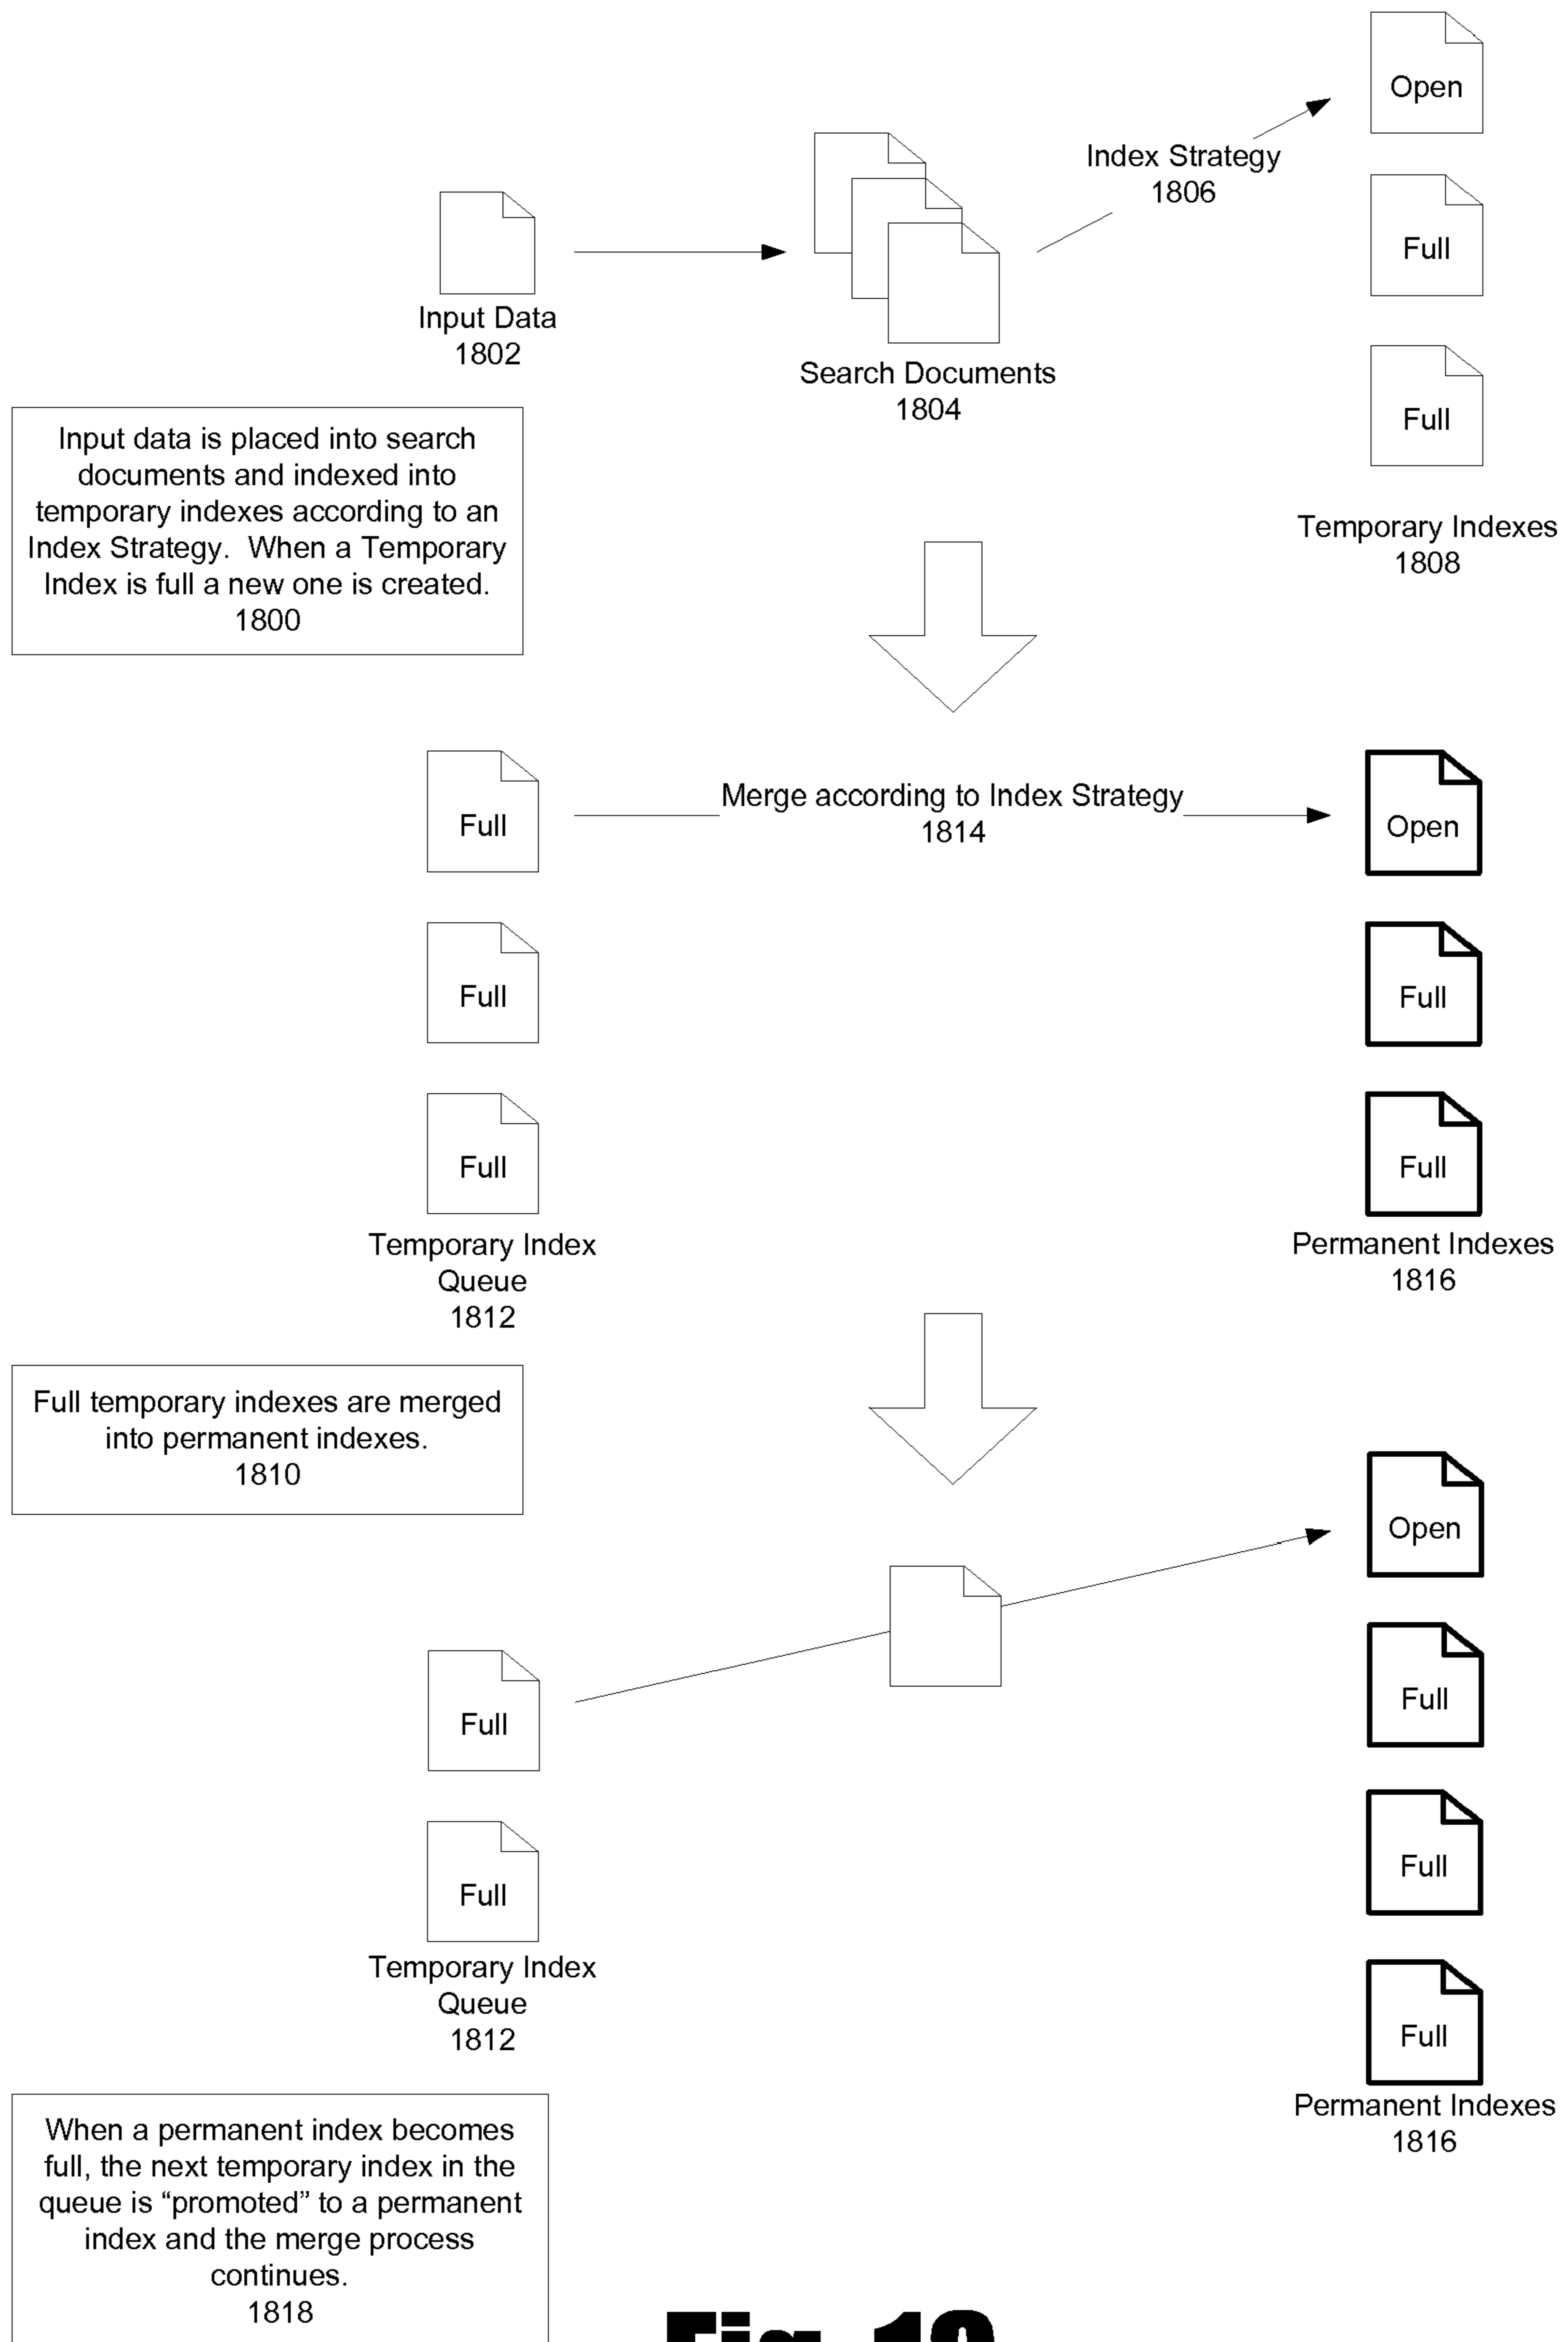 Open
Index Strategy
1806
Full
Input Data
1802
Search Documents
1804
Full
Temporary Indexes
1808
Input data is placed into search
documents and indexed into
temporary indexes according to an
Index Strategy. When a Temporary
Index is full a new one is created.
1800
Full
Merge according to Index Strategy
1814
Open
Full
Full
Full
Full
Temporary Index
Queue
1812
Permanent Indexes
1816
Full temporary indexes are merged
into permanent indexes.
1810
Open
Full
Full
Full
Full
Temporary Index
Queue
1812
Full
Permanent Indexes
1816
When a permanent index becomes
full, the next temporary index in the
queue is “promoted” to a permanent
index and the merge process
continues.
1818
Fig